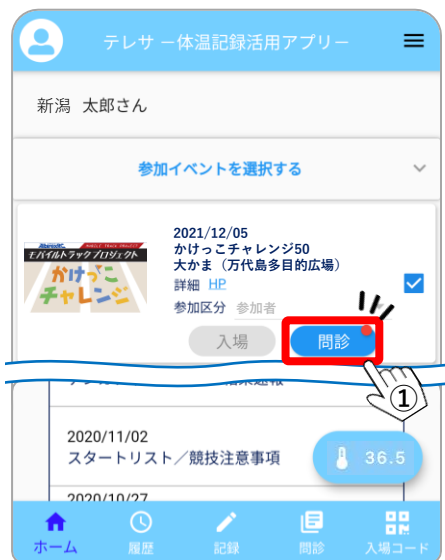 テレサ ー体温記録活用アプリー
新潟 太郎さん
参加イベントを選択する
モバイルトラックプロジェクト
かけっこ
チャレンジ
2021/12/05
かけっこチャレンジ50
大かま（万代島多目的広場）
詳細 HP
参加区分 参加者
入場 問診
①
2020/11/02
スタートリスト／競技注意事項
36.5
2020/10/27
ホーム 履歴 記録 問診 入場コード